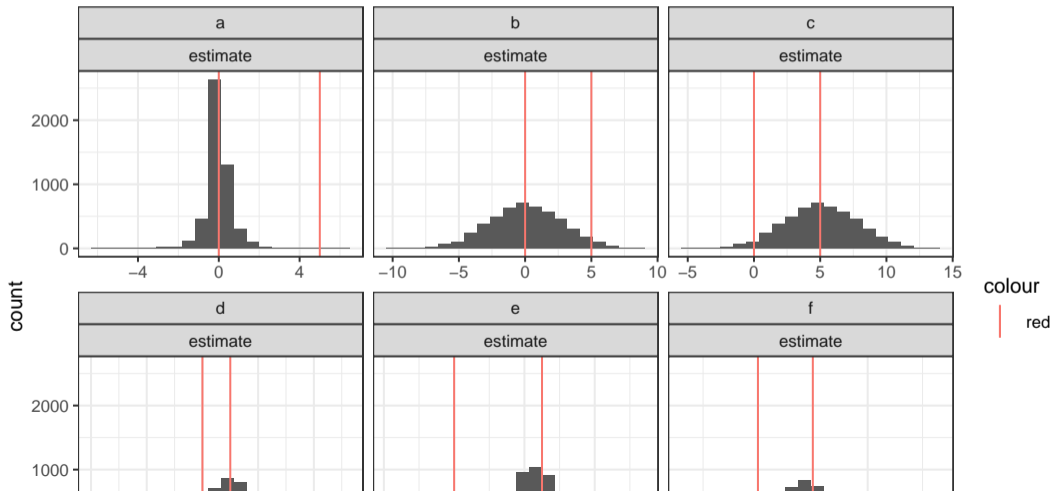 a b c
estimate estimate estimate
2000
1000
0
−4 0 4 −10 −5 0 5 10 −5 0 5 10 15
count
colour
red
d e f
estimate estimate estimate
2000
1000